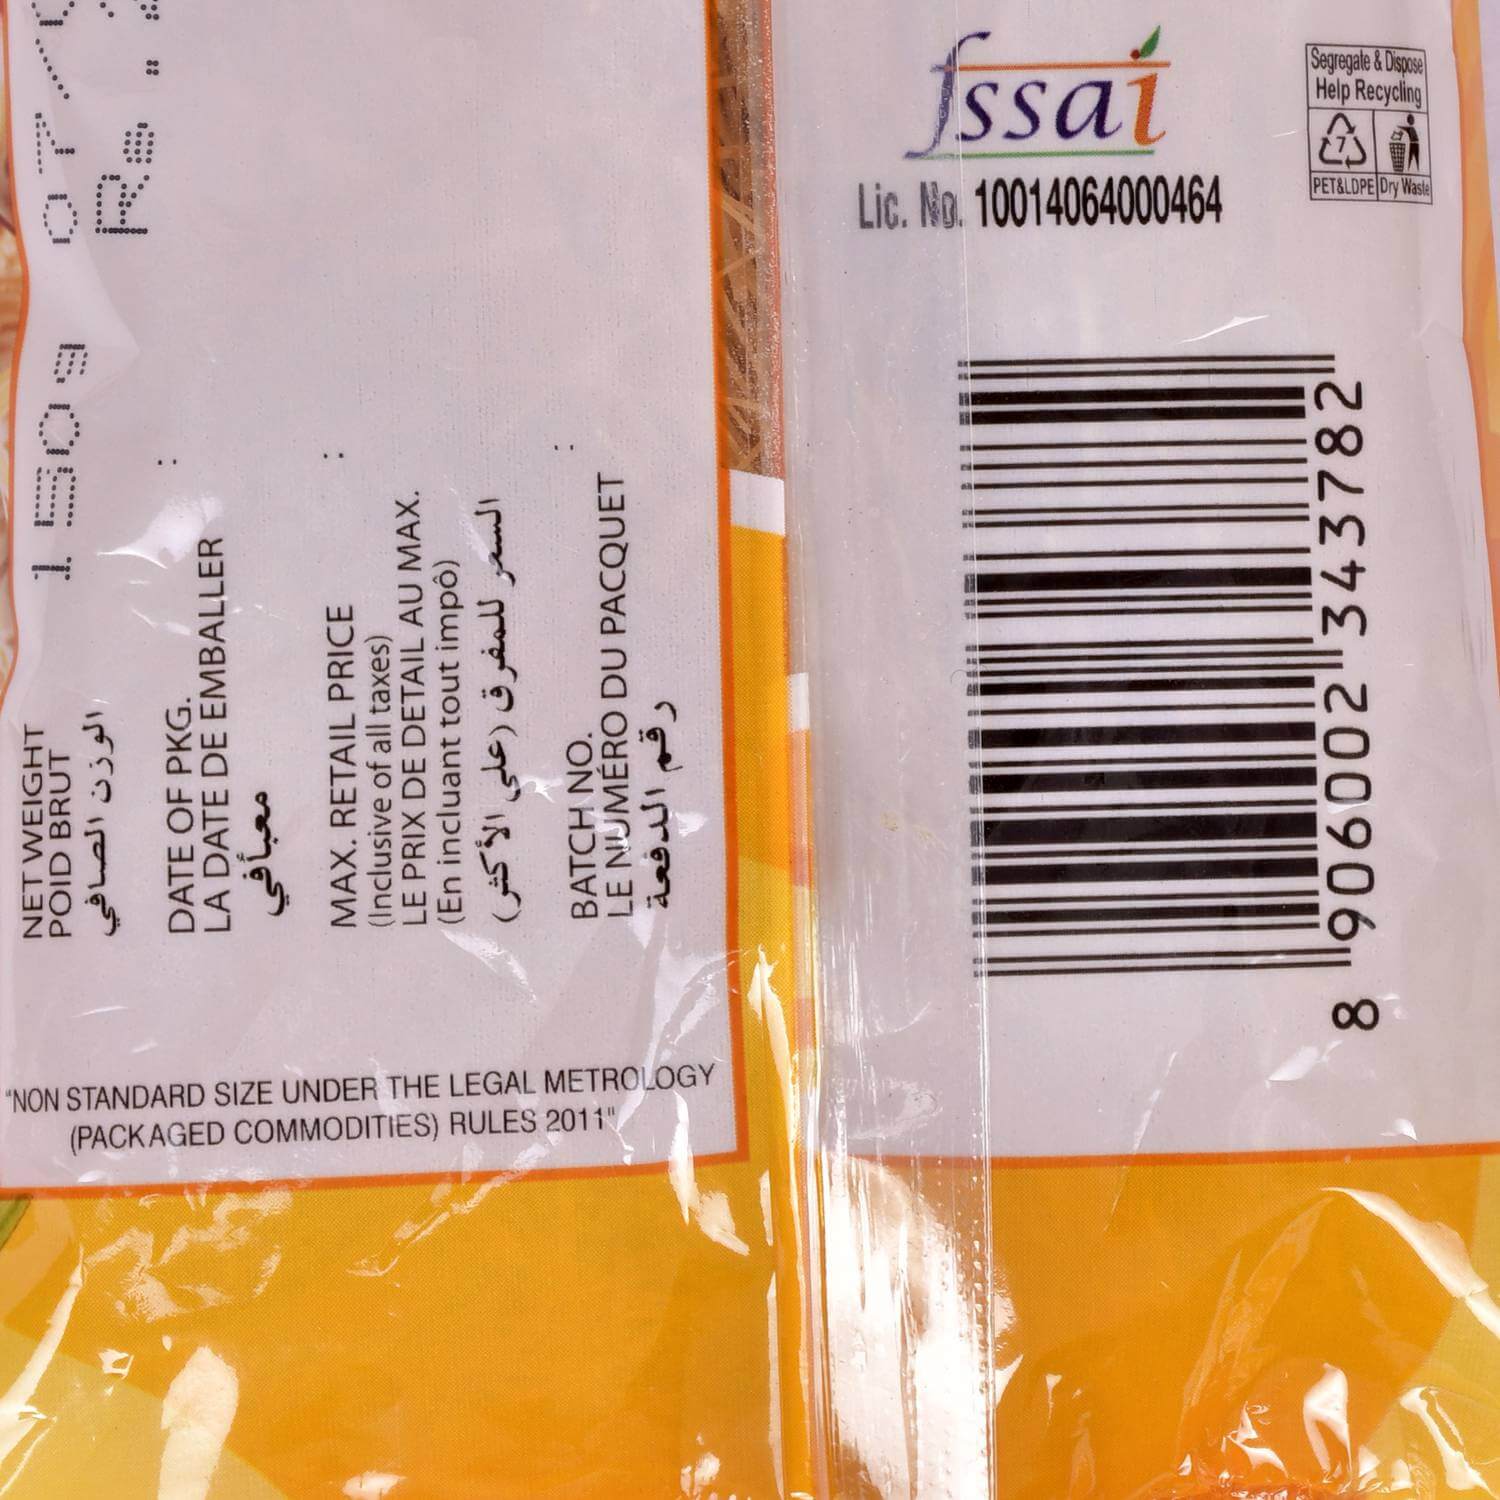 150g
07/0
Rs.
NET WEIGHT
POID BRUT
الوزن الصافي
DATE OF PKG. :
LA DATE DE EMBALLER
معبأفي
MAX. RETAIL PRICE :
(Inclusive of all taxes)
LE PRIX DE DETAIL AU MAX.
(En incluant tout impô)
السعر للمفرق (على الأكثر)
BATCH NO. :
LE NUMÉRO DU PACQUET
رقم الدفعة
"NON STANDARD SIZE UNDER THE LEGAL METROLOGY
(PACKAGED COMMODITIES) RULES 2011"
fssai
Lic. No. 10014064000464
Segregate & Dispose
Help Recycling
7
PET&LDPE Dry Waste
8 906002 343782